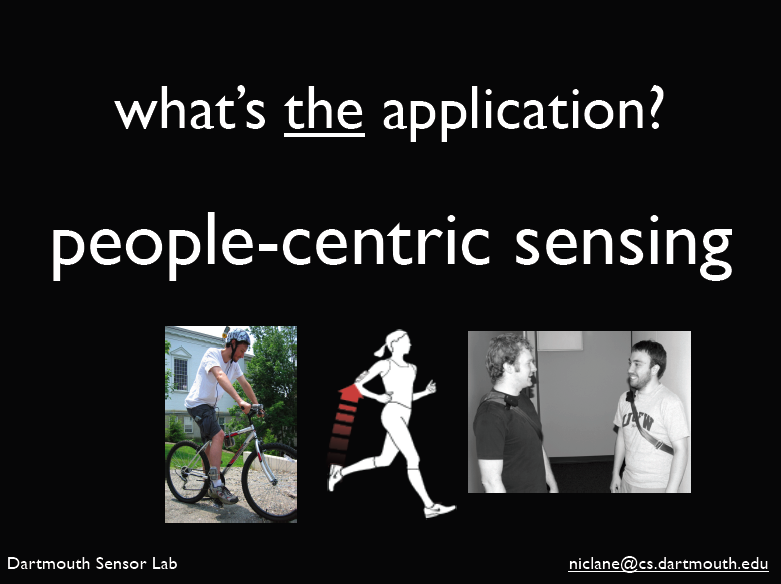 what's the application?
people-centric sensing
Dartmouth Sensor Lab
niclane@cs.dartmouth.edu